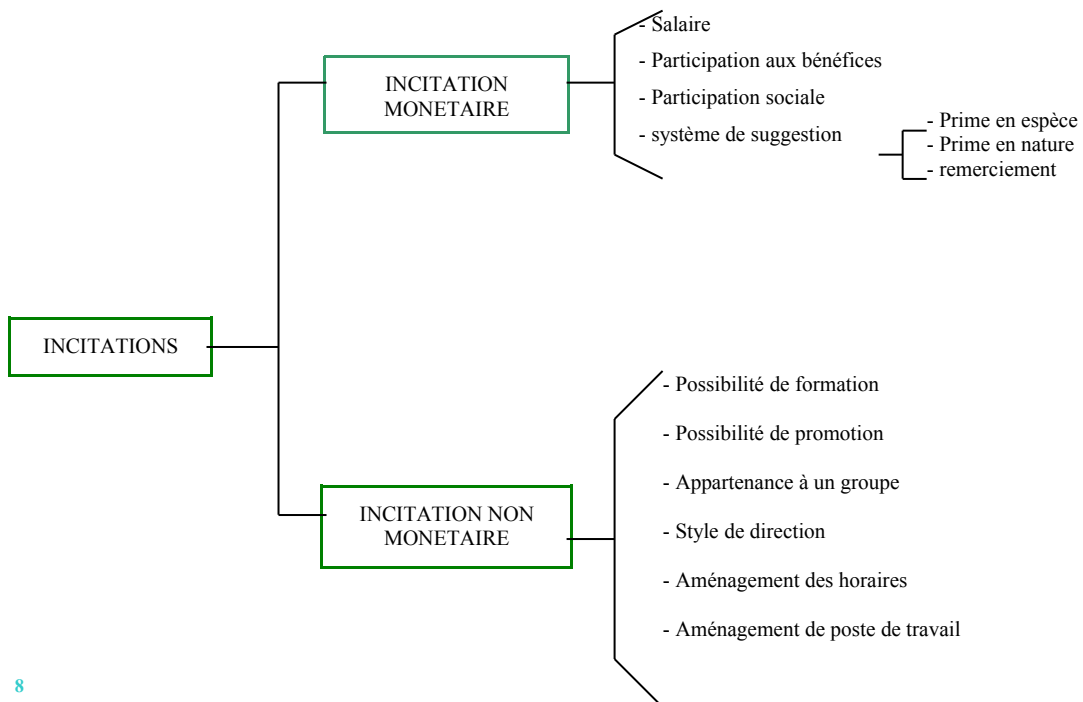 INCITATIONS
INCITATION
MONETAIRE
- Salaire
- Participation aux bénéfices
- Participation sociale
- système de suggestion
- Prime en espèce
- Prime en nature
- remerciement
INCITATION NON
MONETAIRE
- Possibilité de formation
- Possibilité de promotion
- Appartenance à un groupe
- Style de direction
- Aménagement des horaires
- Aménagement de poste de travail
8